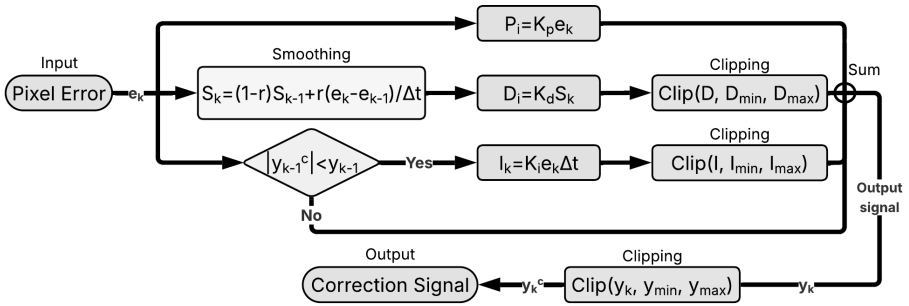 Input
Pixel Error
e_k
P_i=K_pe_k
Smoothing
S_k=(1-r)S_{k-1}+r(e_k-e_{k-1})/Δt
D_i=K_dS_k
Clipping
Clip(D, D_min, D_max)
Sum
|y_{k-1}^c|<y_{k-1}
Yes
I_k=K_ie_kΔt
Clipping
Clip(I, I_min, I_max)
No
Output
signal
Output
Correction Signal
y_k^c
Clipping
Clip(y_k, y_min, y_max)
y_k